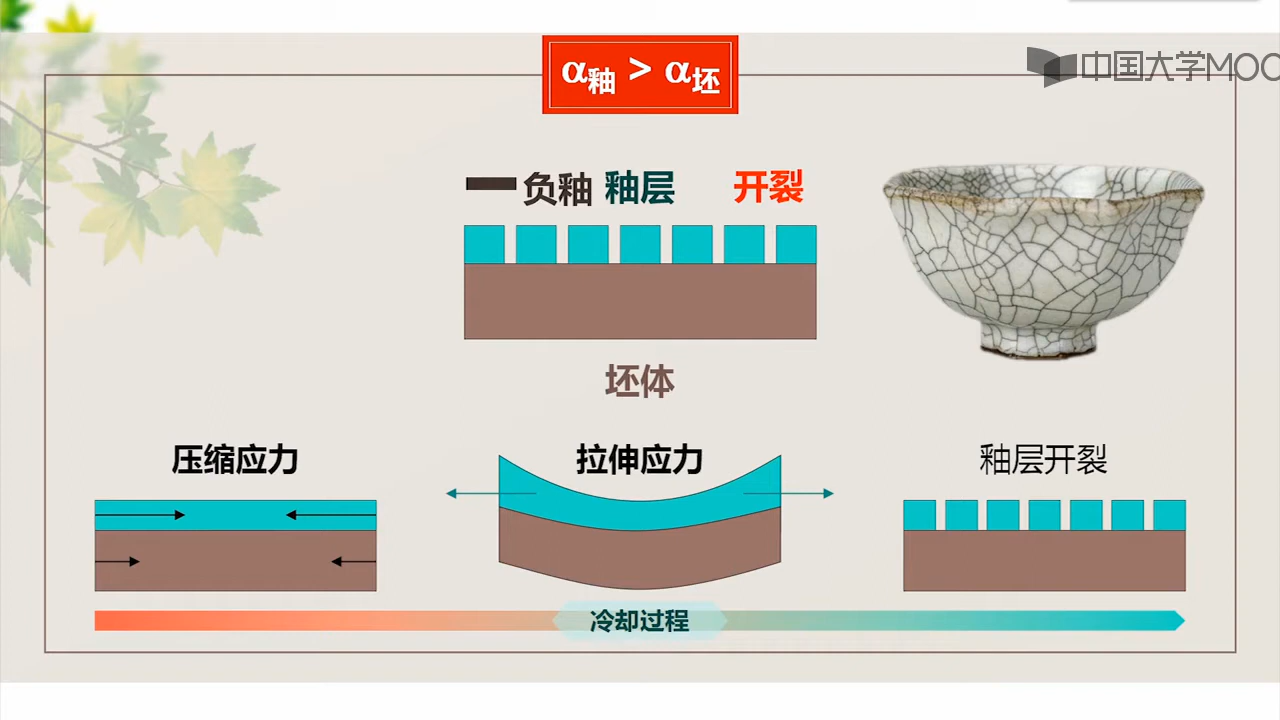 α釉 > α坯
中国大学MOO
负釉 釉层 开裂
坯体
压缩应力
拉伸应力
釉层开裂
冷却过程